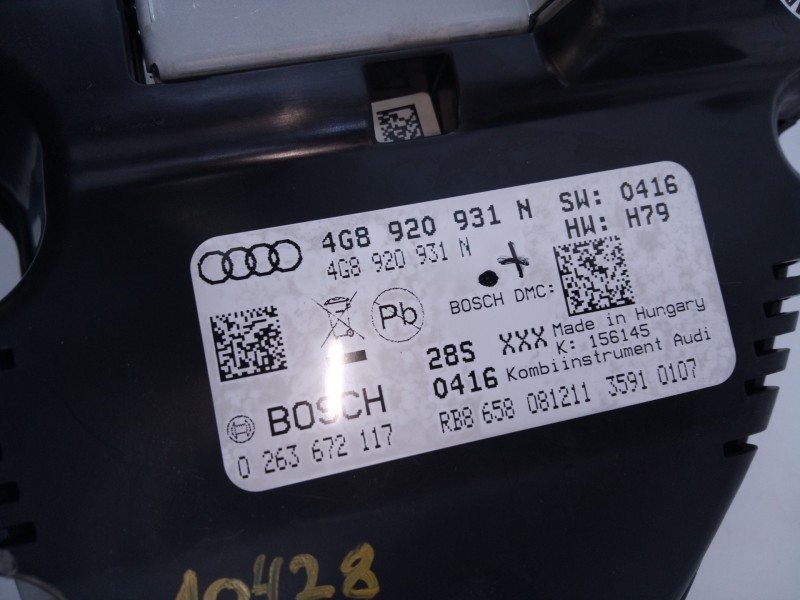 4G8 920 931 N SW: 0416
4G8 920 931 N HW: H79
BOSCH DMC:
Pb
28S XXX Made in Hungary
0416 K: 156145
Kombiinstrument Audi
BOSCH
0 263 672 117 RB8 658 081211 3591 0107
10428